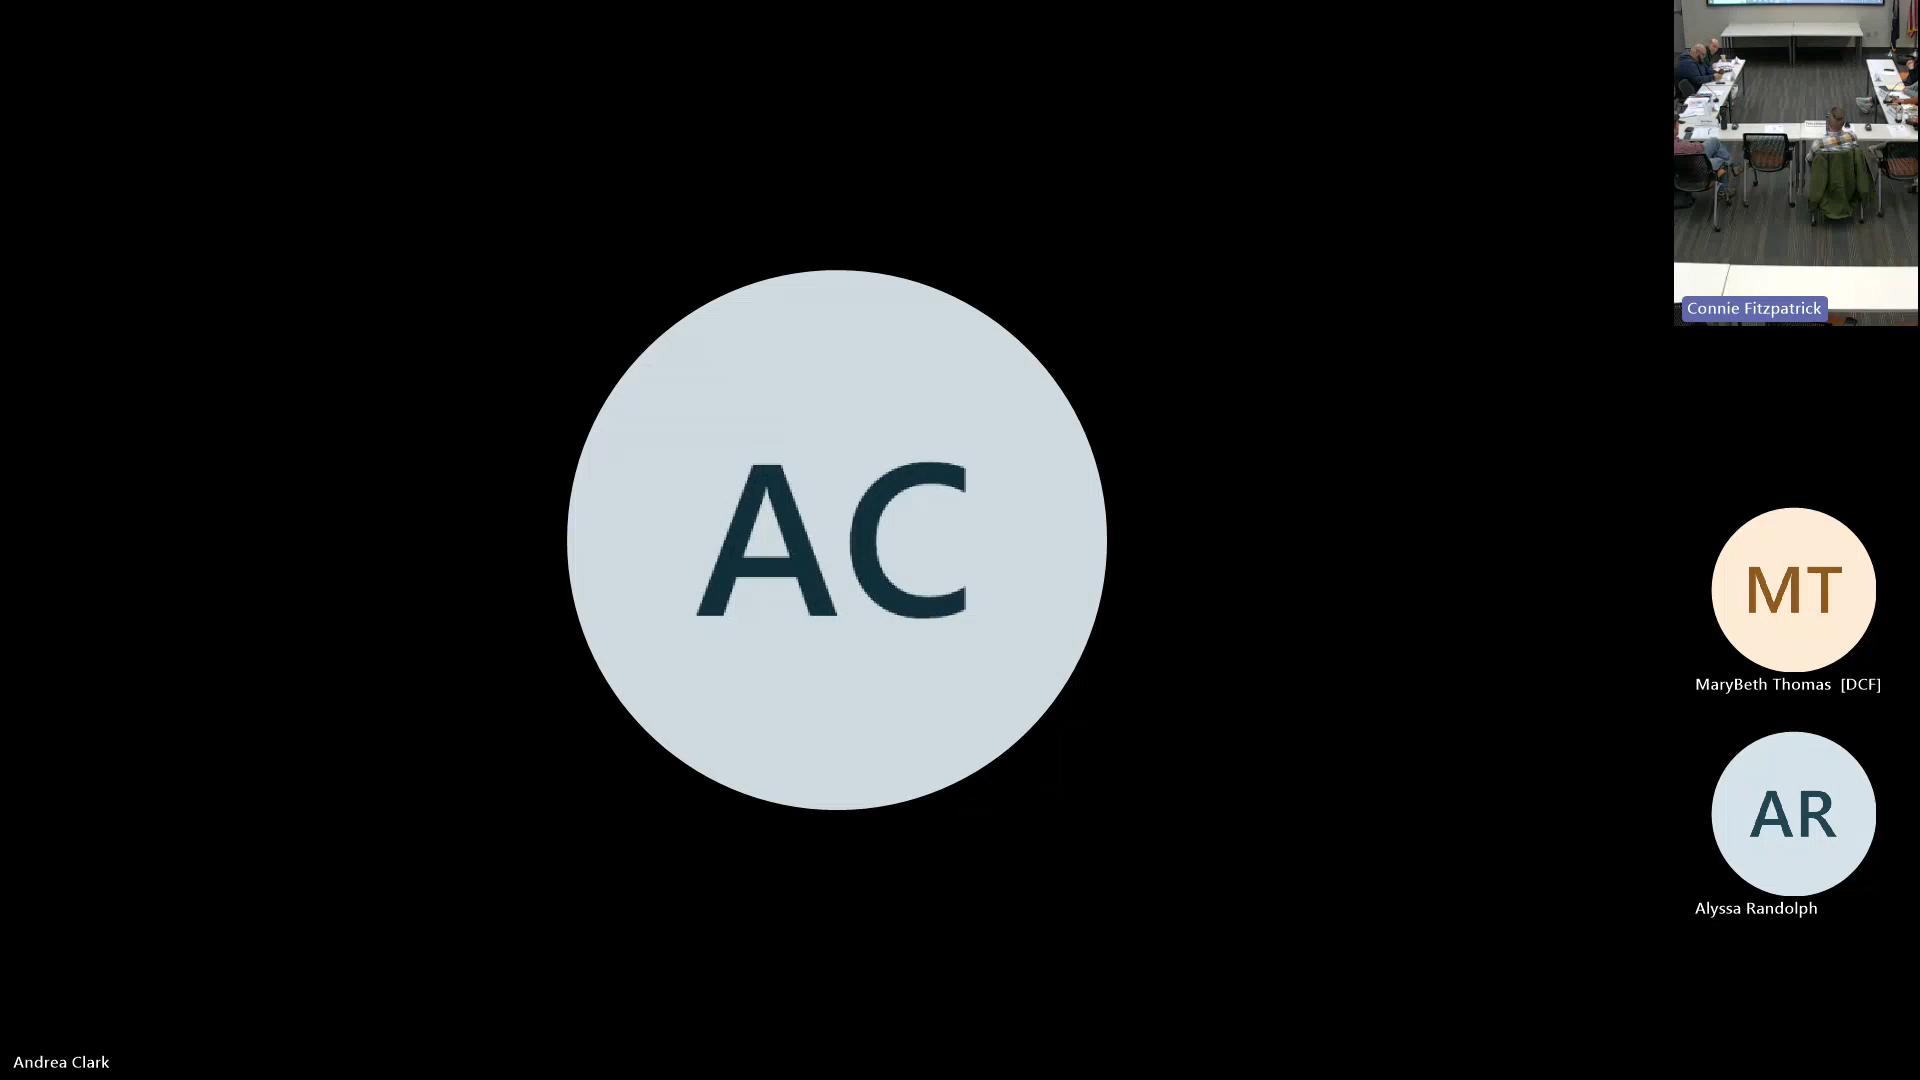 Connie Fitzpatrick
AC
MT
MaryBeth Thomas [DCF]
AR
Alyssa Randolph
Andrea Clark